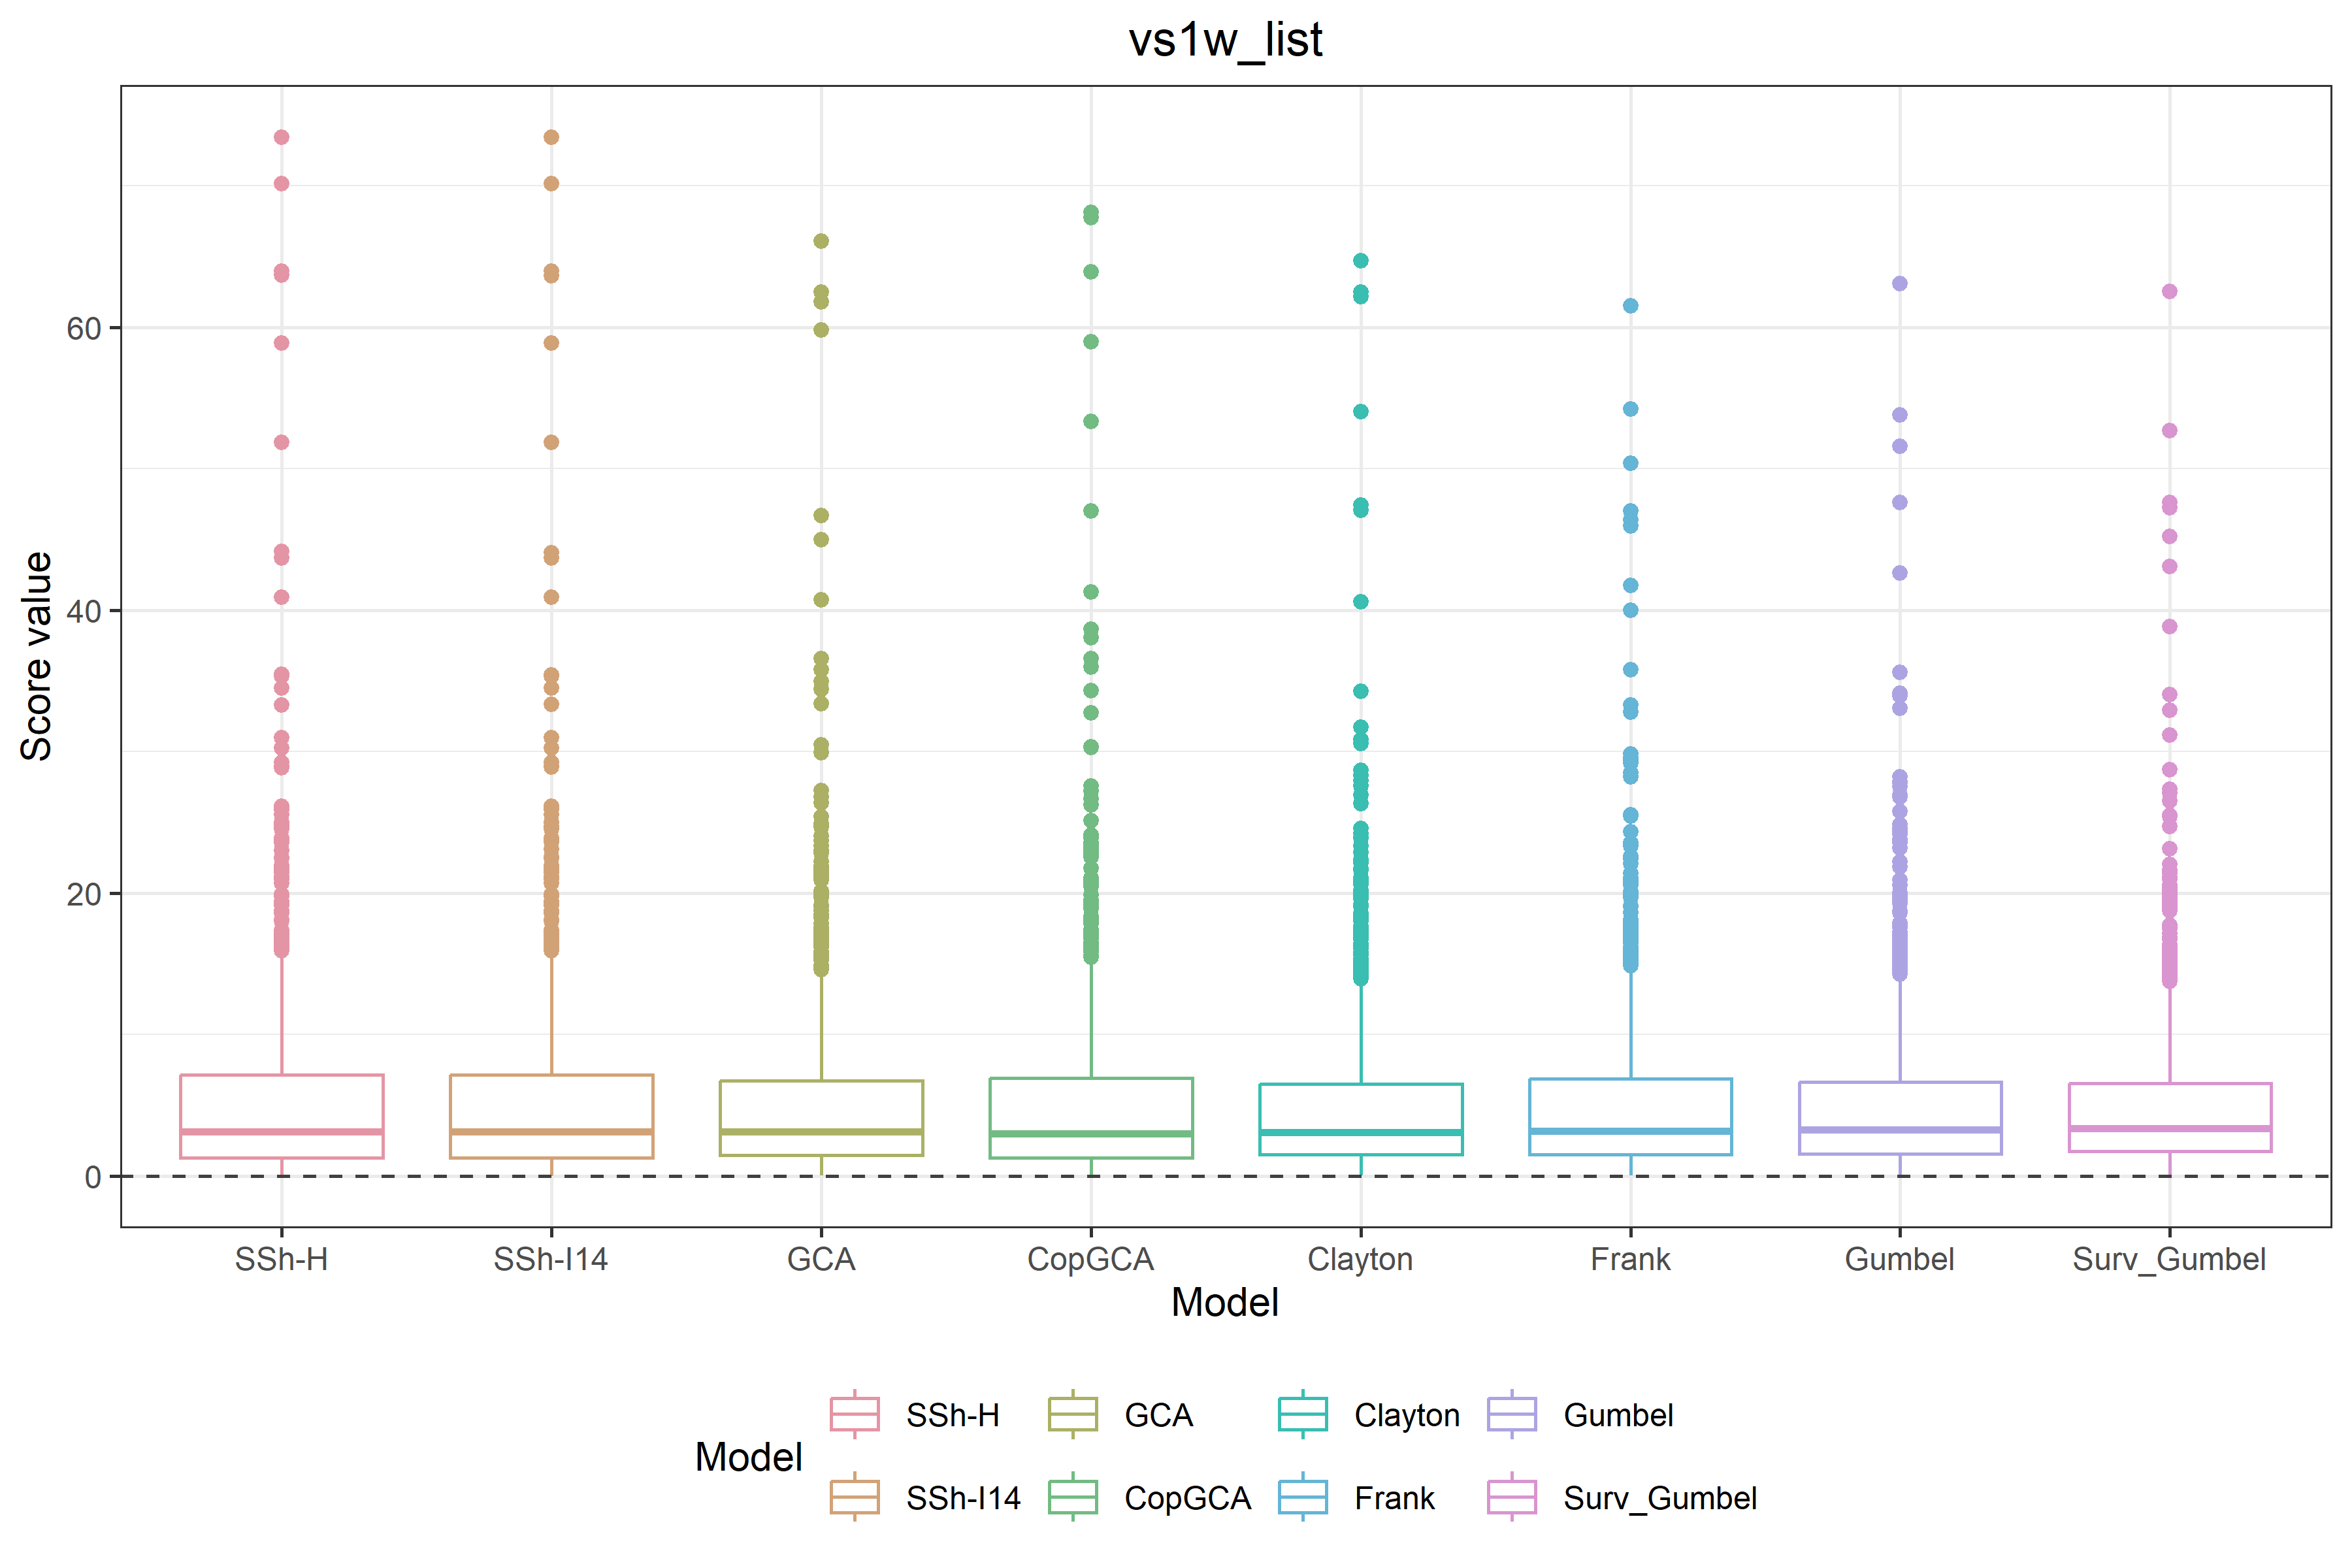 vs1w_list
Score value
60
40
20
0
SSh-H SSh-I14 GCA CopGCA Clayton Frank Gumbel Surv_Gumbel
Model
Model
SSh-H GCA Clayton Gumbel
SSh-I14 CopGCA Frank Surv_Gumbel